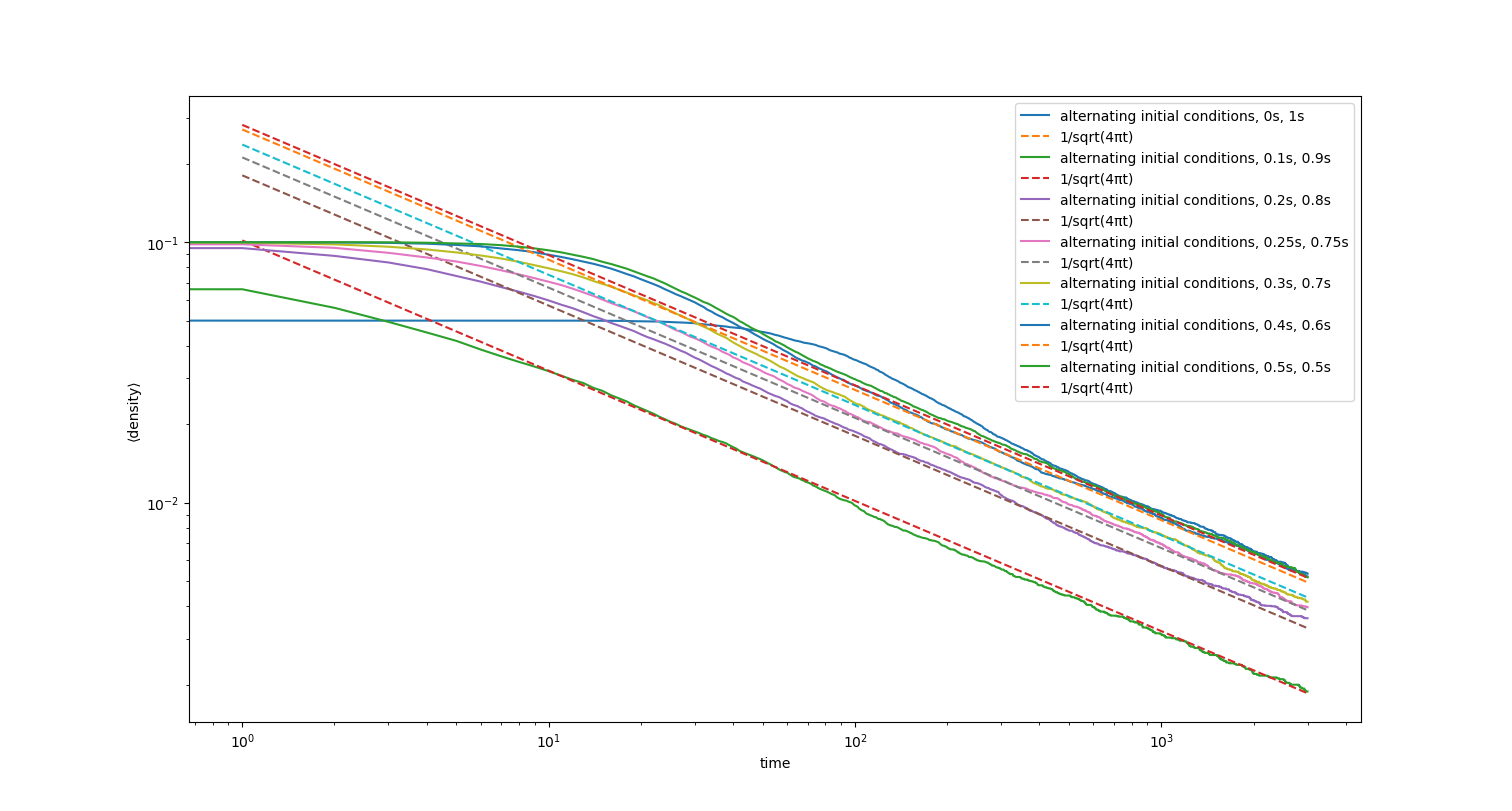 alternating initial conditions, 0s, 1s
1/sqrt(4πt)
alternating initial conditions, 0.1s, 0.9s
1/sqrt(4πt)
alternating initial conditions, 0.2s, 0.8s
1/sqrt(4πt)
alternating initial conditions, 0.25s, 0.75s
1/sqrt(4πt)
alternating initial conditions, 0.3s, 0.7s
1/sqrt(4πt)
alternating initial conditions, 0.4s, 0.6s
1/sqrt(4πt)
alternating initial conditions, 0.5s, 0.5s
1/sqrt(4πt)
10⁻¹
10⁻²
⟨density⟩
10⁰ 10¹ 10² 10³
time